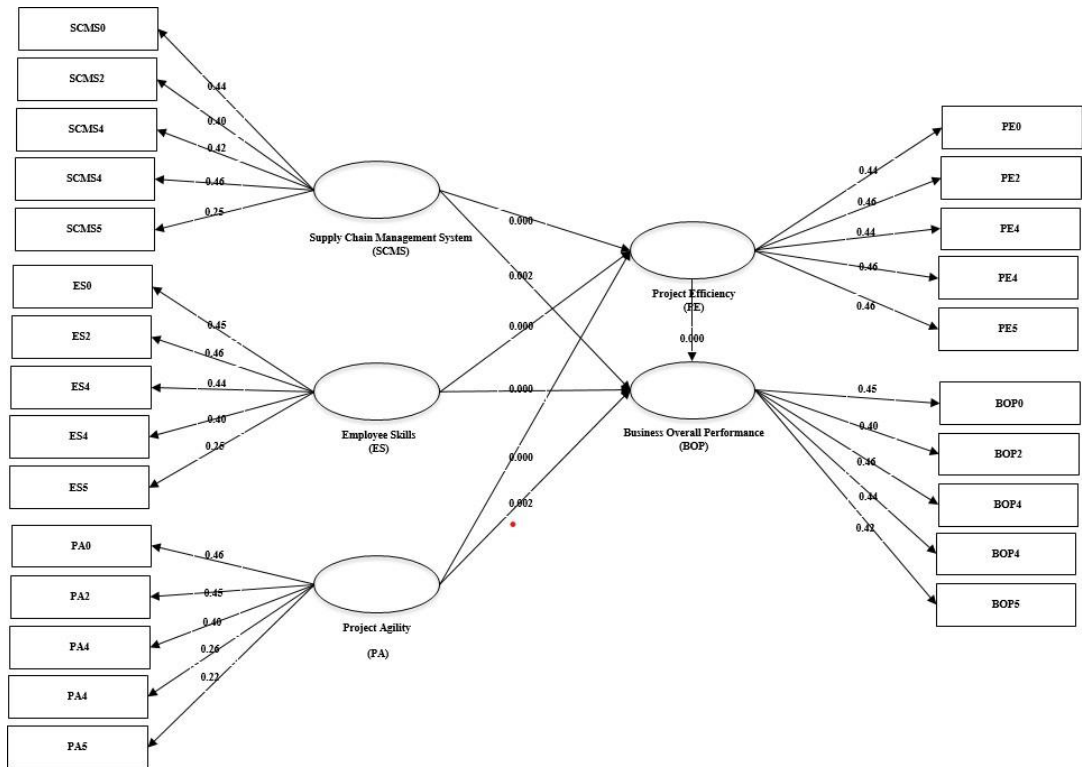 SCMS0
SCMS2
SCMS4
SCMS4
SCMS5
0.44
0.40
0.42
0.46
0.25
Supply Chain Management System
(SCMS)
ES0
ES2
ES4
ES4
ES5
0.45
0.46
0.44
0.40
0.25
Employee Skills
(ES)
PA0
PA2
PA4
PA4
PA5
0.46
0.45
0.40
0.26
0.22
Project Agility
(PA)
0.000
0.002
0.000
0.000
0.000
0.002
Project Efficiency
(PE)
0.000
Business Overall Performance
(BOP)
0.44
0.46
0.44
0.46
0.46
PE0
PE2
PE4
PE4
PE5
0.45
0.40
0.46
0.44
0.42
BOP0
BOP2
BOP4
BOP4
BOP5